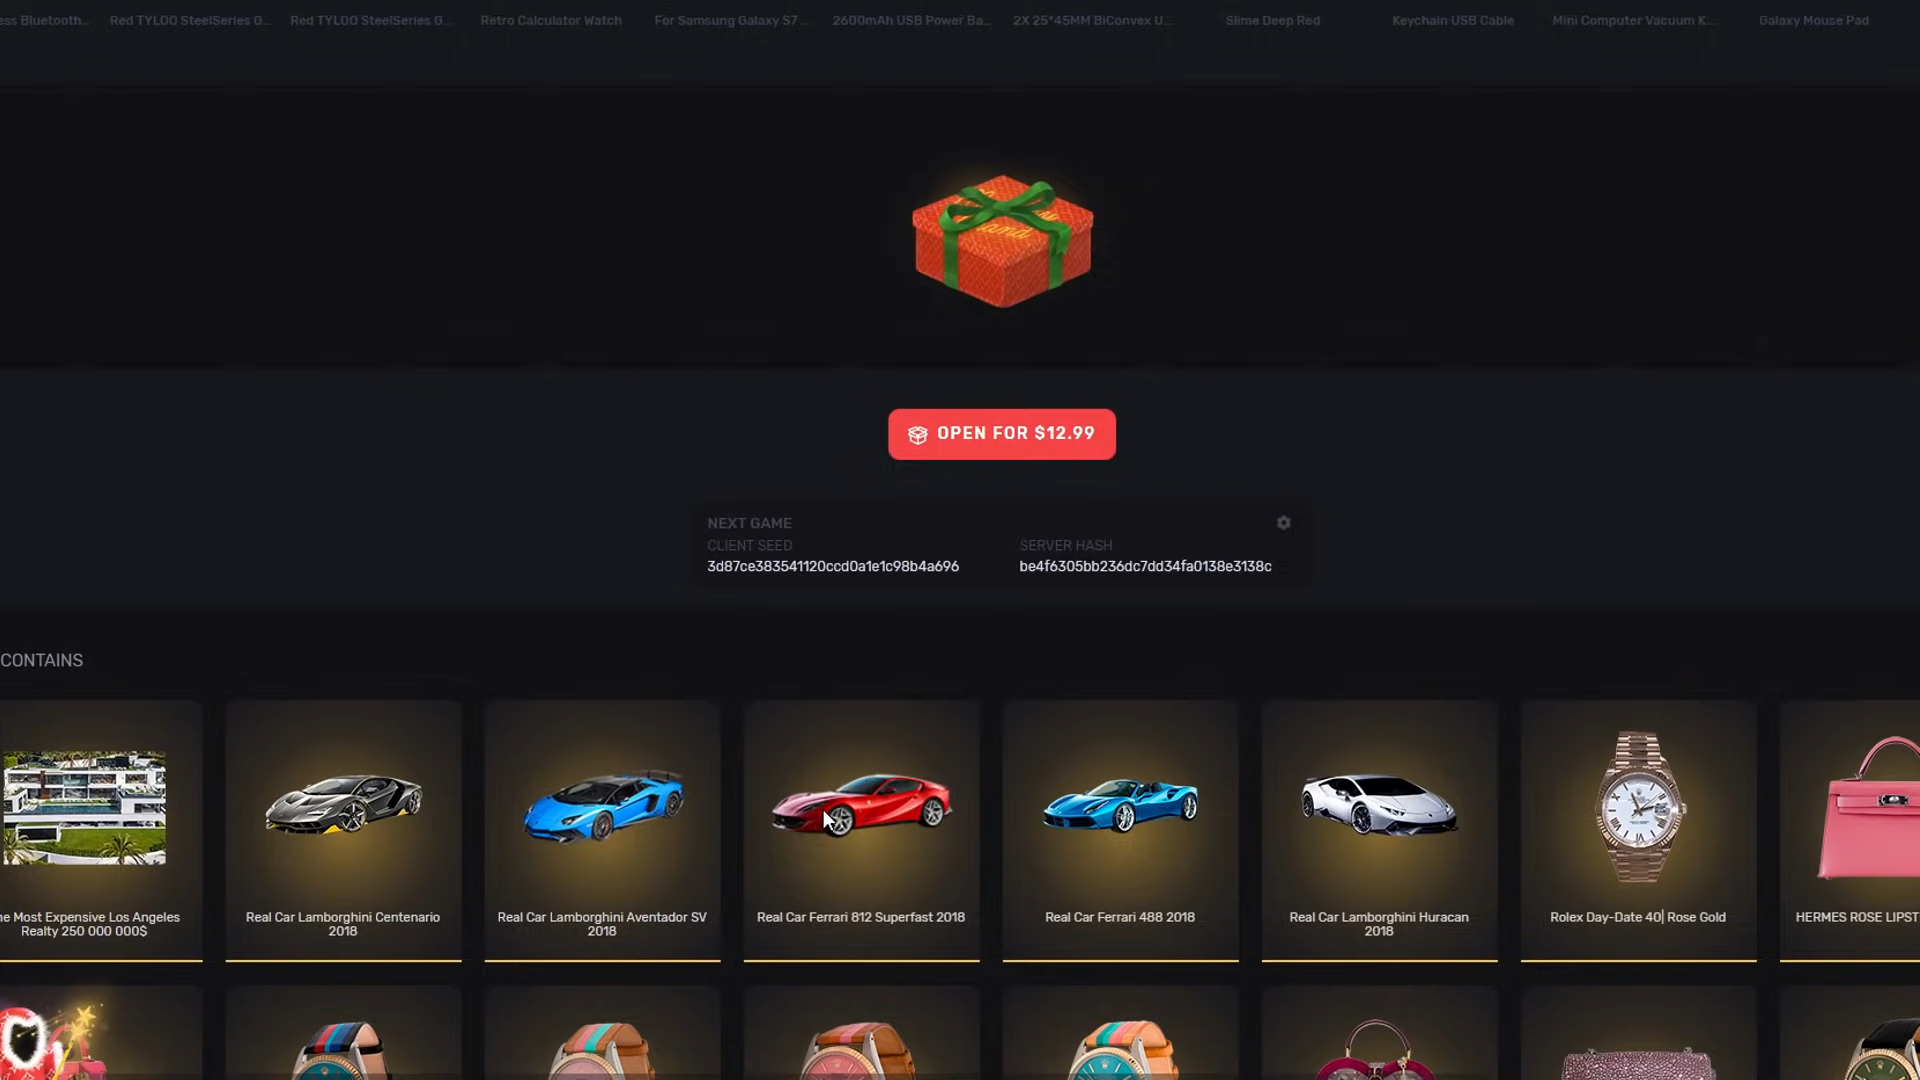 ess Bluetooth...
Red TYLOO SteelSeries G...
Red TYLOO SteelSeries G...
Retro Calculator Watch
For Samsung Galaxy S7...
2600mAh USB Power Ba...
2X 25*45MM BiConvex U...
Slime Deep Red
Keychain USB Cable
Mini Computer Vacuum K...
Galaxy Mouse Pad
OPEN FOR $12.99
NEXT GAME
CLIENT SEED
SERVER HASH
3d87ce383541120ccd0a1e1c98b4a696
be4f6305bb236dc7dd34fa0138e3138c
CONTAINS
he Most Expensive Los Angeles
Realty 250 000 000$
Real Car Lamborghini Centenario
2018
Real Car Lamborghini Aventador SV
2018
Real Car Ferrari 812 Superfast 2018
Real Car Ferrari 488 2018
Real Car Lamborghini Huracan
2018
Rolex Day-Date 40| Rose Gold
HERMES ROSE LIPST